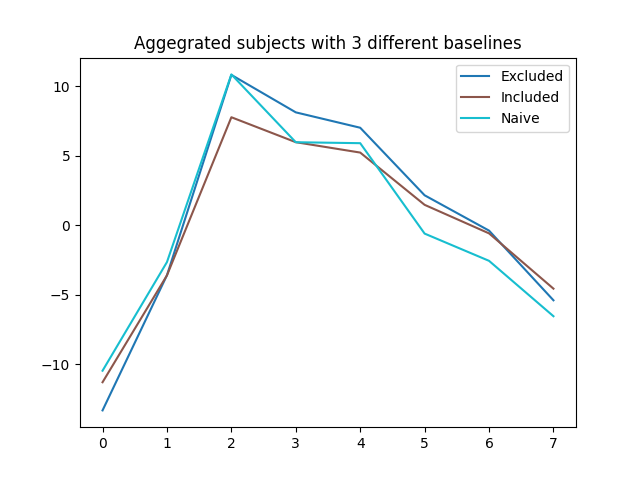 Aggegrated subjects with 3 different baselines
10
5
0
−5
−10
0 1 2 3 4 5 6 7
Excluded
Included
Naive